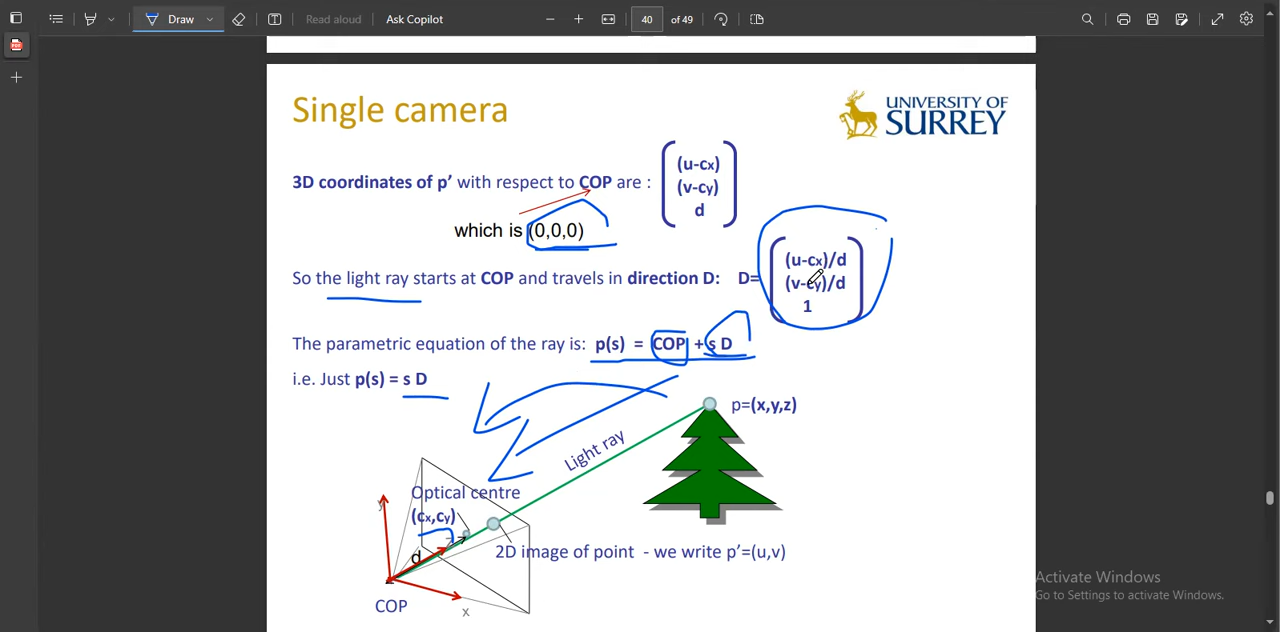 Draw
Read aloud
Ask Copilot
40 of 49
Single camera
UNIVERSITY OF
SURREY
3D coordinates of p' with respect to COP are :
(u-cx)
(v-cy)
d
which is (0,0,0)
So the light ray starts at COP and travels in direction D: D=
(u-cx)/d
(v-cy)/d
1
The parametric equation of the ray is: p(s) = COP + s D
i.e. Just p(s) = s D
p=(x,y,z)
Light ray
Optical centre
(cx,cy)
y
z
d
2D image of point - we write p'=(u,v)
COP
x
Activate Windows
Go to Settings to activate Windows.